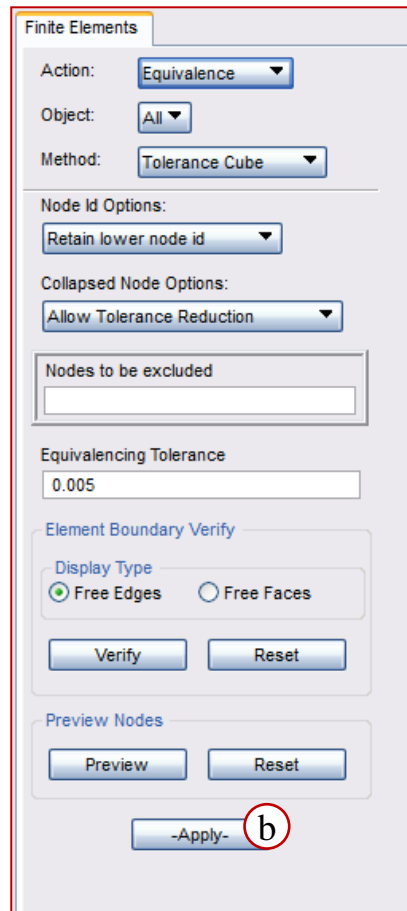 Finite Elements
Action: Equivalence
Object: All
Method: Tolerance Cube
Node Id Options:
Retain lower node id
Collapsed Node Options:
Allow Tolerance Reduction
Nodes to be excluded
Equivalencing Tolerance
0.005
Element Boundary Verify
Display Type
Free Edges Free Faces
Verify Reset
Preview Nodes
Preview Reset
-Apply- b